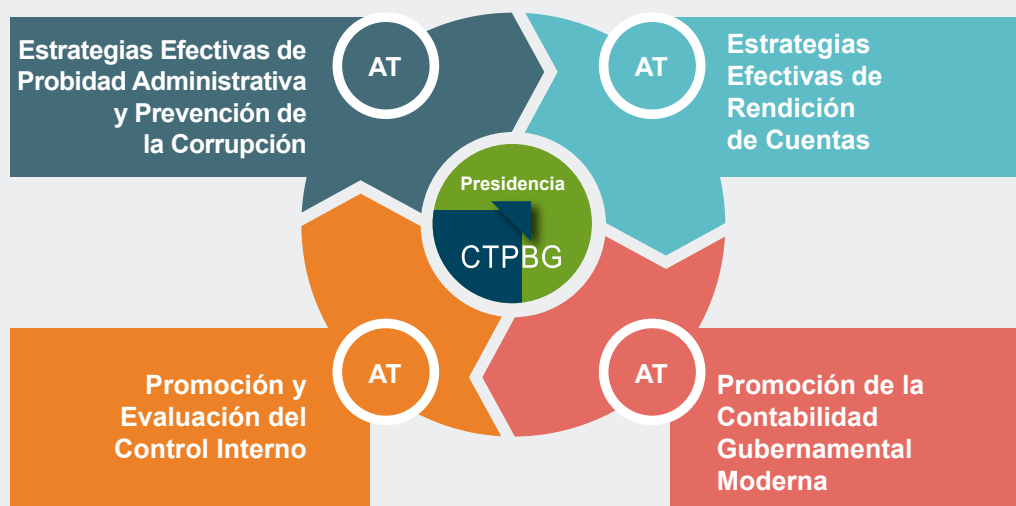 Estrategias Efectivas de
Probidad Administrativa
y Prevención de
la Corrupción
AT
AT
Estrategias
Efectivas de
Rendición
de Cuentas
Presidencia
CTPBG
Promoción y
Evaluación del
Control Interno
AT
AT
Promoción de la
Contabilidad
Gubernamental
Moderna